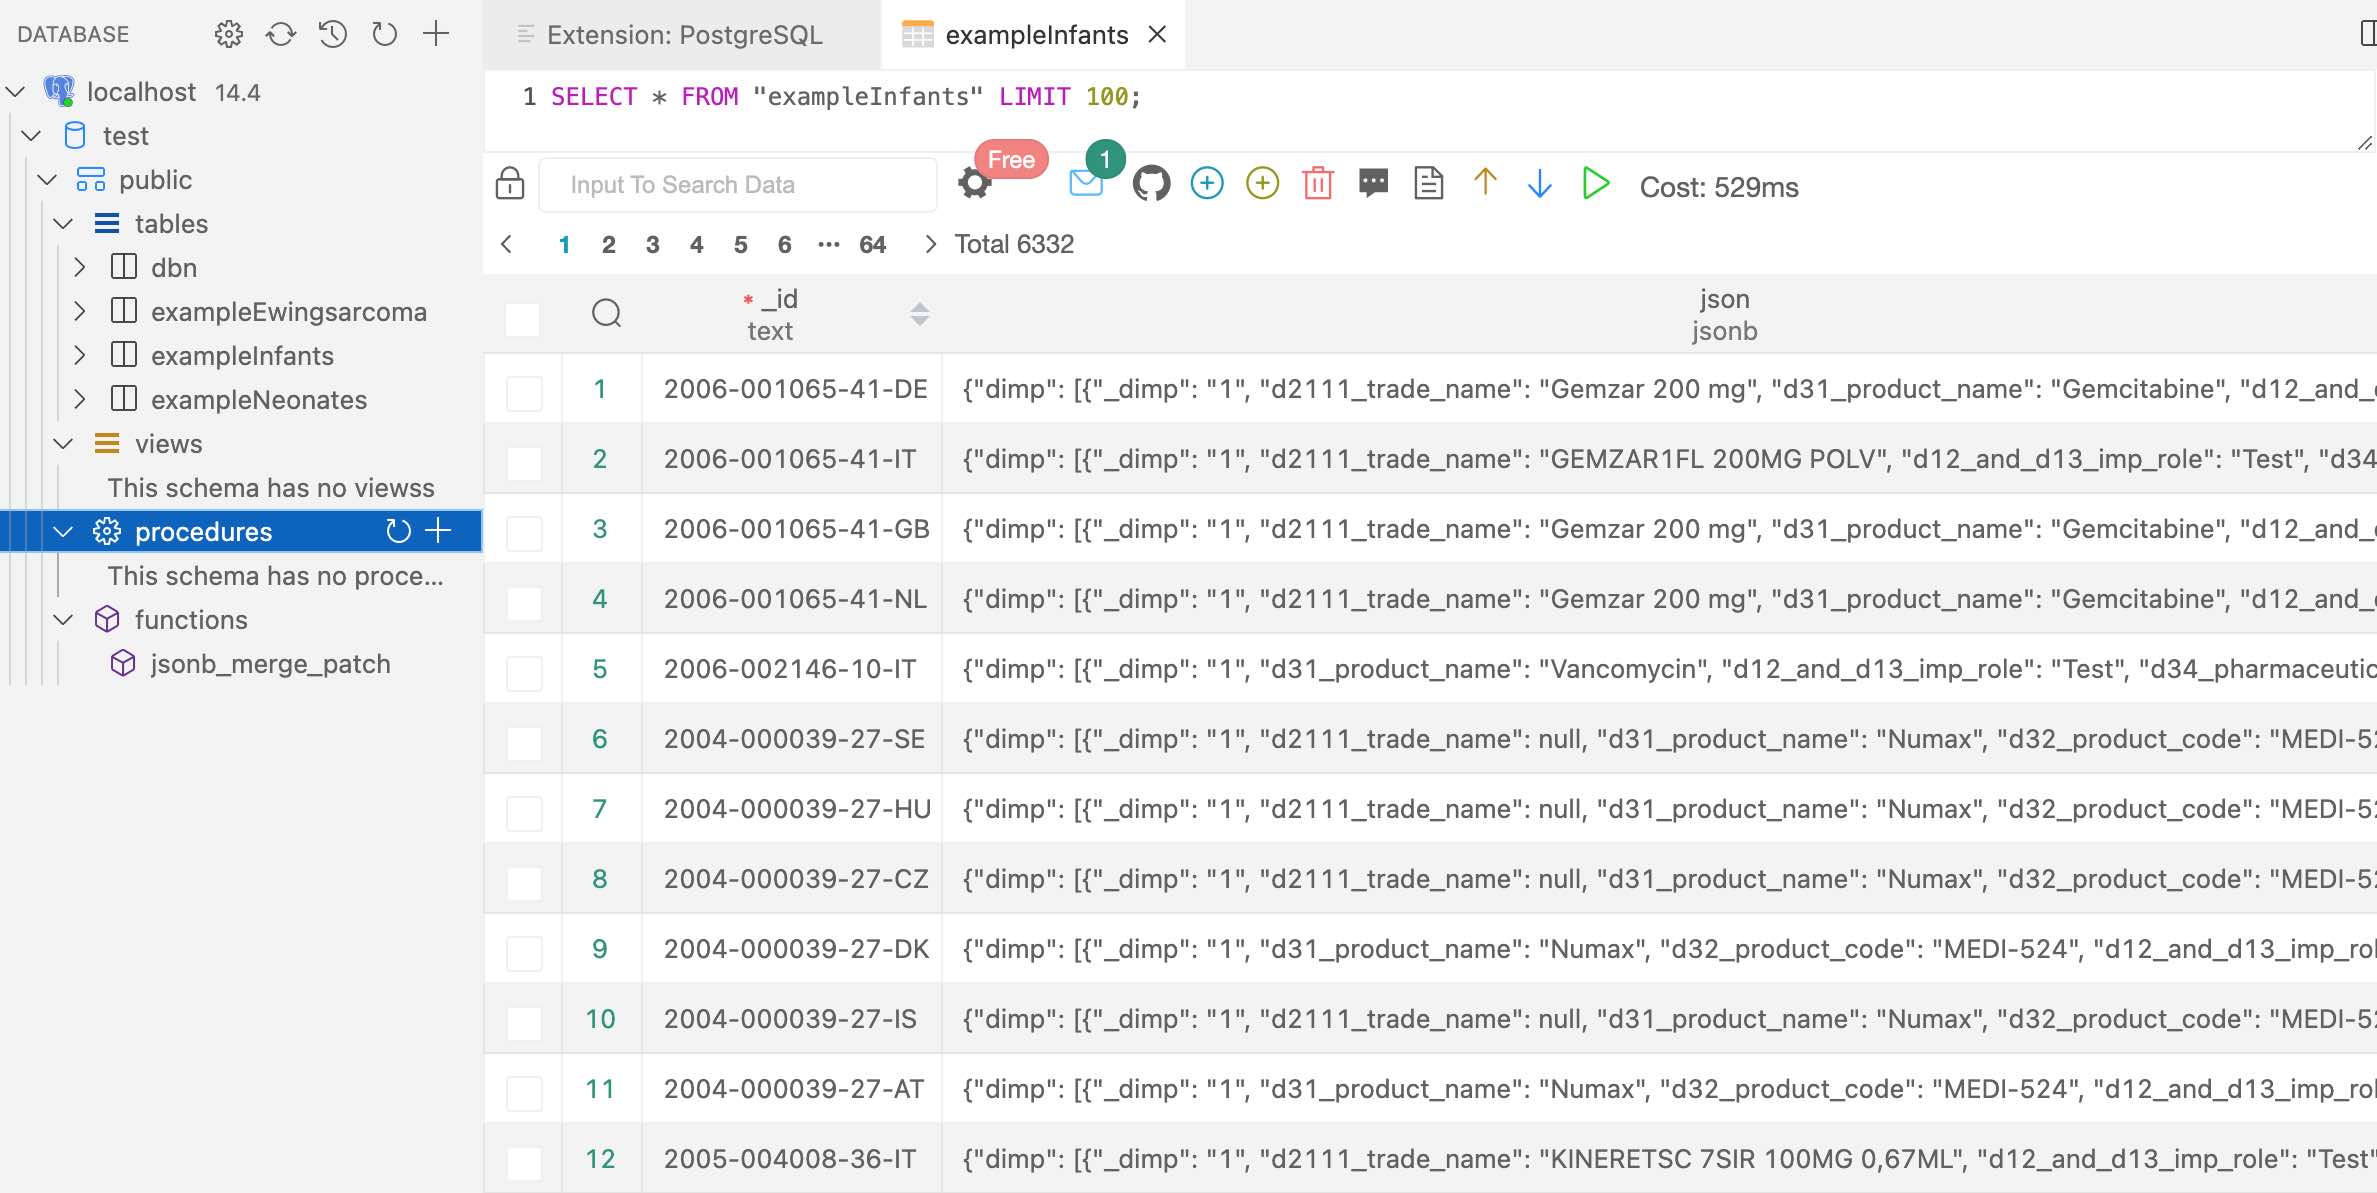 DATABASE
localhost 14.4
test
public
tables
dbn
exampleEwingsarcoma
exampleInfants
exampleNeonates
views
This schema has no viewss
procedures
This schema has no proce...
functions
jsonb_merge_patch
Extension: PostgreSQL
exampleInfants
1 SELECT * FROM "exampleInfants" LIMIT 100;
Input To Search Data
Free
1
Cost: 529ms
1 2 3 4 5 6 ... 64 Total 6332
* _id
text
json
jsonb
1 2006-001065-41-DE {"dimp": [{"_dimp": "1", "d2111_trade_name": "Gemzar 200 mg", "d31_product_name": "Gemcitabine", "d12_and_
2 2006-001065-41-IT {"dimp": [{"_dimp": "1", "d2111_trade_name": "GEMZAR1FL 200MG POLV", "d12_and_d13_imp_role": "Test", "d34
3 2006-001065-41-GB {"dimp": [{"_dimp": "1", "d2111_trade_name": "Gemzar 200 mg", "d31_product_name": "Gemcitabine", "d12_and_
4 2006-001065-41-NL {"dimp": [{"_dimp": "1", "d2111_trade_name": "Gemzar 200 mg", "d31_product_name": "Gemcitabine", "d12_and_
5 2006-002146-10-IT {"dimp": [{"_dimp": "1", "d31_product_name": "Vancomycin", "d12_and_d13_imp_role": "Test", "d34_pharmaceutic
6 2004-000039-27-SE {"dimp": [{"_dimp": "1", "d2111_trade_name": null, "d31_product_name": "Numax", "d32_product_code": "MEDI-52
7 2004-000039-27-HU {"dimp": [{"_dimp": "1", "d2111_trade_name": null, "d31_product_name": "Numax", "d32_product_code": "MEDI-52
8 2004-000039-27-CZ {"dimp": [{"_dimp": "1", "d2111_trade_name": null, "d31_product_name": "Numax", "d32_product_code": "MEDI-52
9 2004-000039-27-DK {"dimp": [{"_dimp": "1", "d31_product_name": "Numax", "d32_product_code": "MEDI-524", "d12_and_d13_imp_rol
10 2004-000039-27-IS {"dimp": [{"_dimp": "1", "d2111_trade_name": null, "d31_product_name": "Numax", "d32_product_code": "MEDI-52
11 2004-000039-27-AT {"dimp": [{"_dimp": "1", "d31_product_name": "Numax", "d32_product_code": "MEDI-524", "d12_and_d13_imp_rol
12 2005-004008-36-IT {"dimp": [{"_dimp": "1", "d2111_trade_name": "KINERETSC 7SIR 100MG 0,67ML", "d12_and_d13_imp_role": "Test"